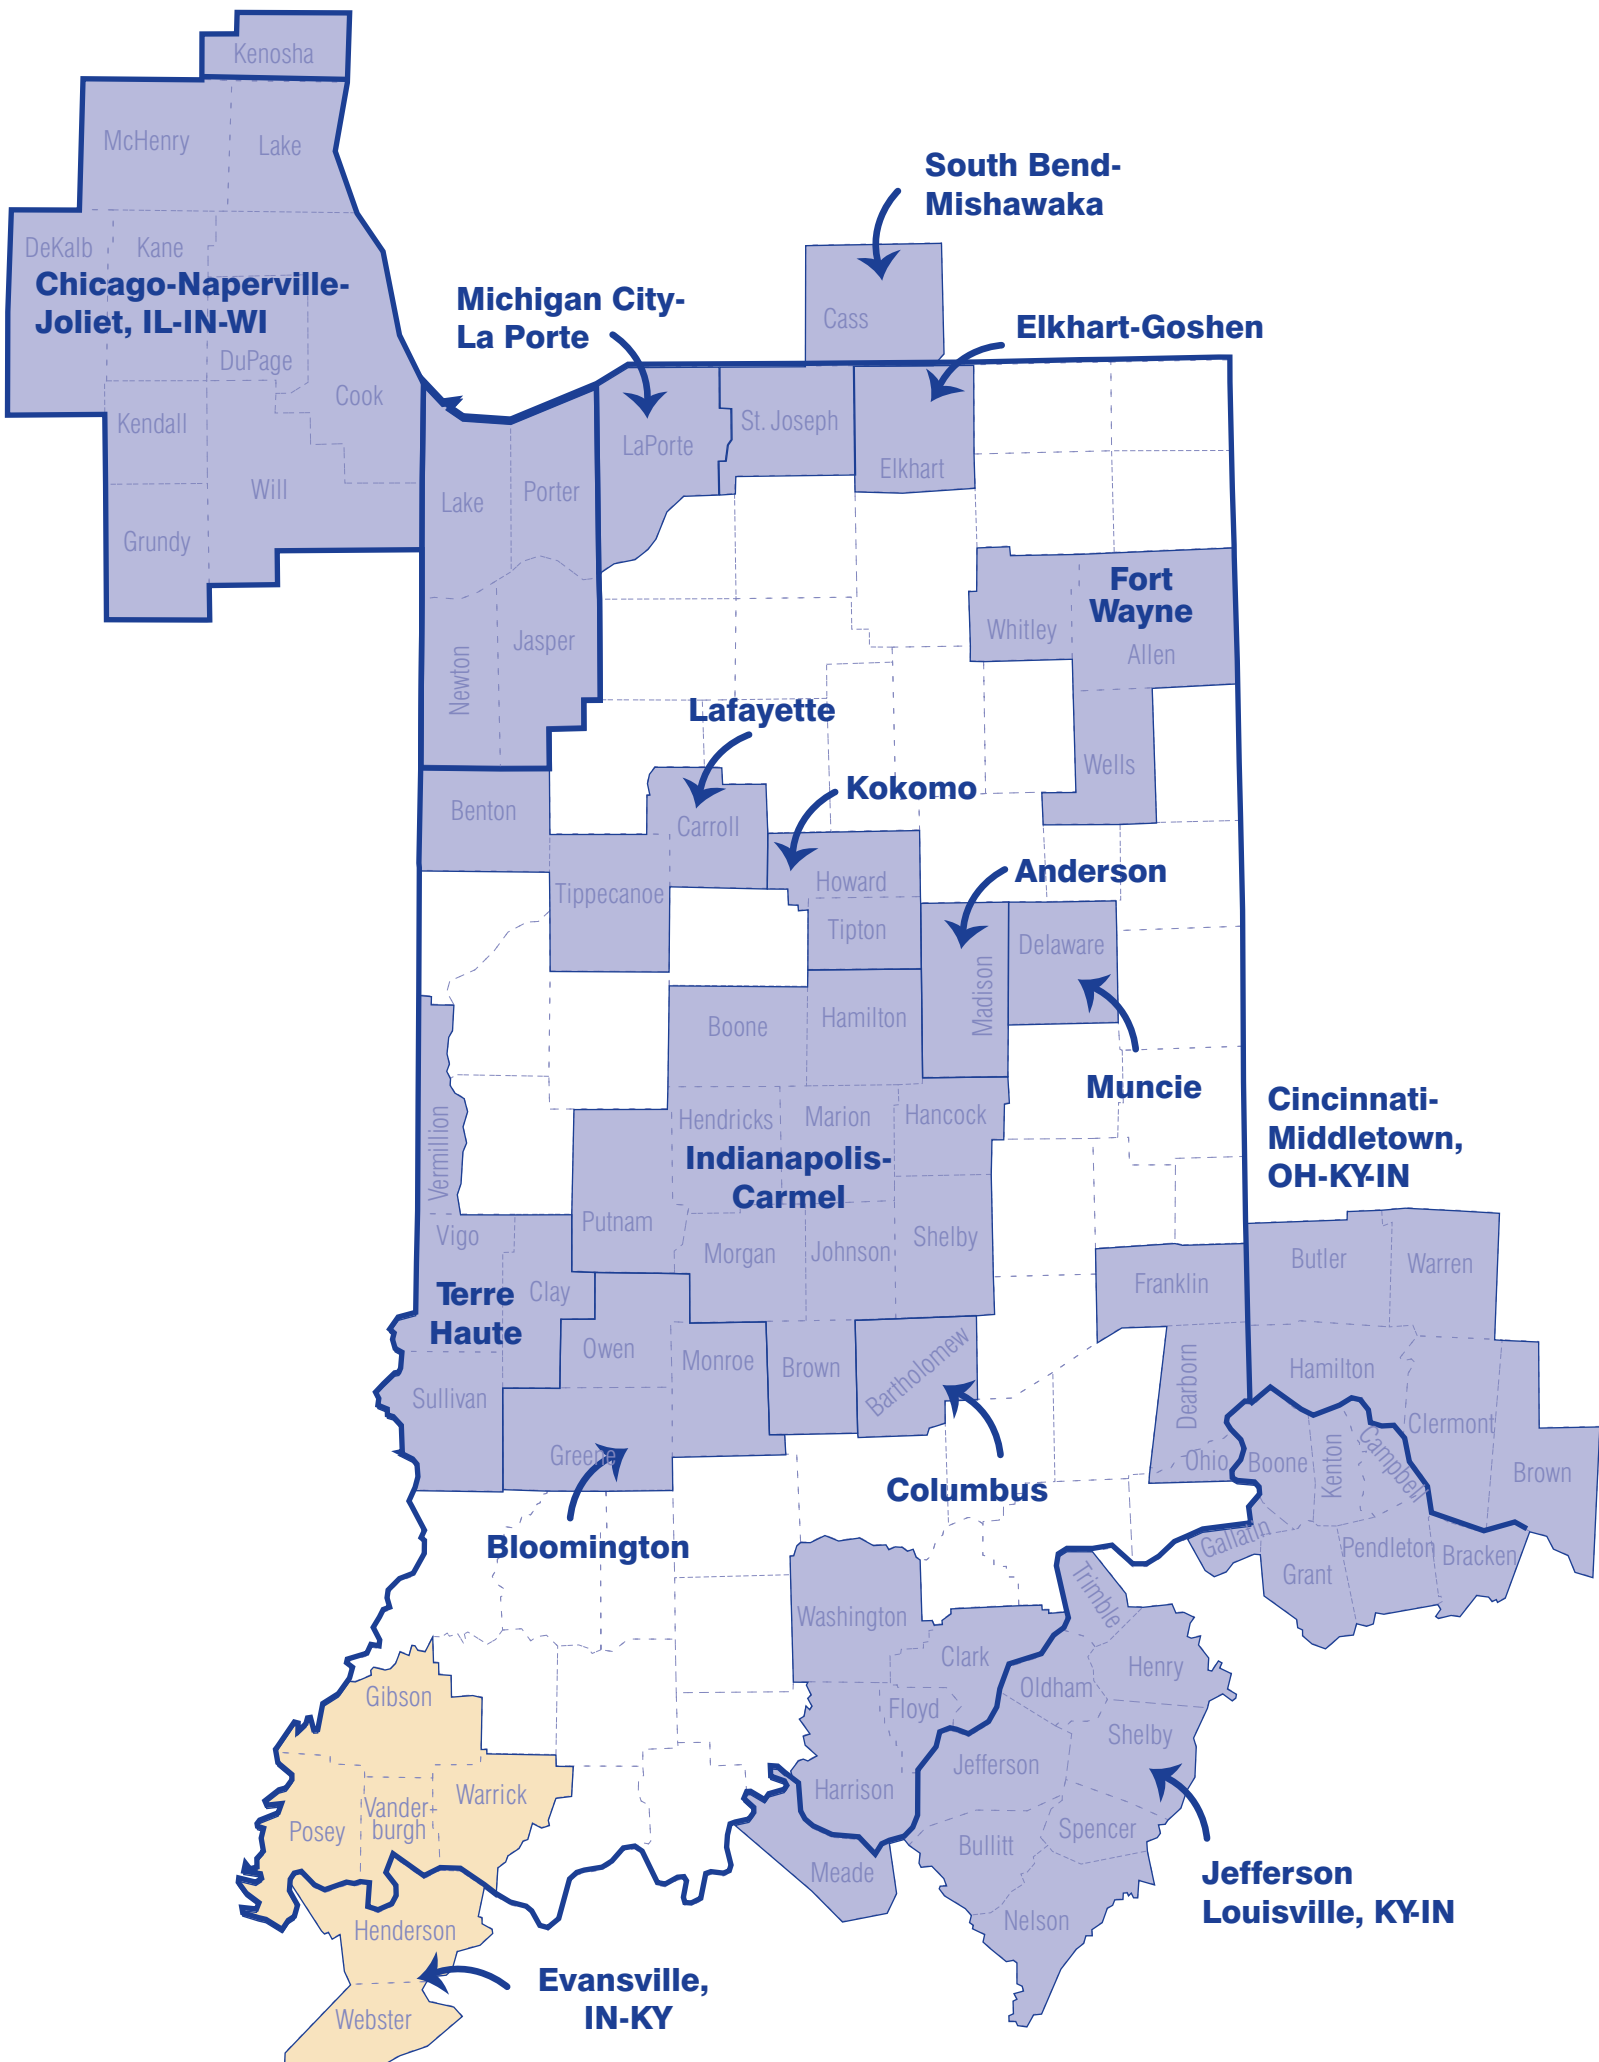 Kenosha
McHenry
Lake
South Bend-
Mishawaka
DeKalb
Kane
Chicago-Naperville-
Joliet, IL-IN-WI
Michigan City-
La Porte
Cass
Elkhart-Goshen
DuPage
Cook
Kendall
St. Joseph
LaPorte
Elkhart
Will
Lake
Porter
Grundy
Fort
Wayne
Whitley
Allen
Jasper
Newton
Lafayette
Wells
Kokomo
Benton
Carroll
Anderson
Howard
Tippecanoe
Tipton
Delaware
Madison
Boone
Hamilton
Muncie
Cincinnati-
Middletown,
OH-KY-IN
Hendricks
Marion
Hancock
Vermillion
Indianapolis-
Carmel
Putnam
Vigo
Morgan
Johnson
Shelby
Butler
Warren
Franklin
Terre
Haute
Clay
Owen
Monroe
Brown
Bartholomew
Dearborn
Hamilton
Sullivan
Clermont
Greene
Ohio
Boone
Kenton
Campbell
Brown
Columbus
Bloomington
Gallatin
Pendleton
Bracken
Grant
Trimble
Washington
Clark
Oldham
Henry
Gibson
Floyd
Shelby
Jefferson
Warrick
Harrison
Vander-
burgh
Posey
Spencer
Bullitt
Meade
Jefferson
Louisville, KY-IN
Nelson
Henderson
Evansville,
IN-KY
Webster